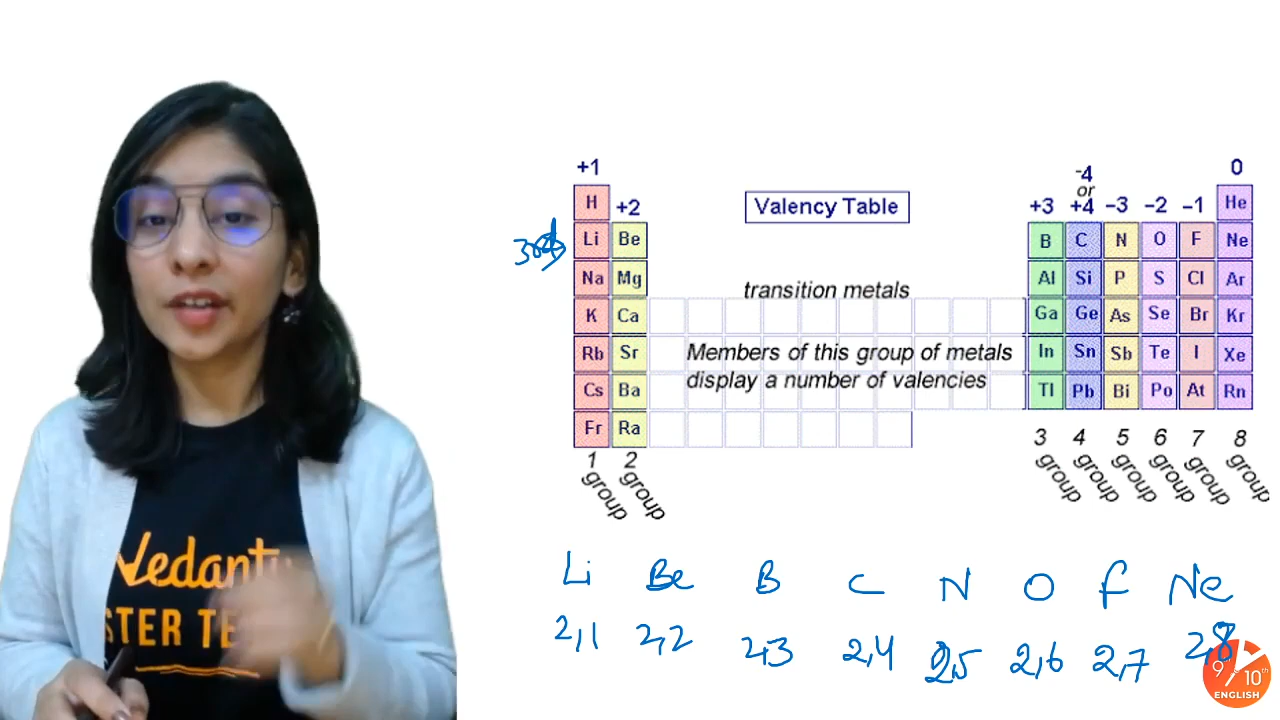 +1
-4
or
0
+2
Valency Table
+3 +4 -3 -2 -1
H He
Li Be B C N O F Ne
Na Mg Al Si P S Cl Ar
transition metals
K Ca Ga Ge As Se Br Kr
Rb Sr In Sn Sb Te I Xe
Members of this group of metals
display a number of valencies
Cs Ba Tl Pb Bi Po At Rn
Fr Ra
1 group
2 group
3 group
4 group
5 group
6 group
7 group
8 group
Li Be B C N O F Ne
2,1 2,2 2,3 2,4 2,5 2,6 2,7 2,8
Vedantu
STER TE
9 10th
ENGLISH